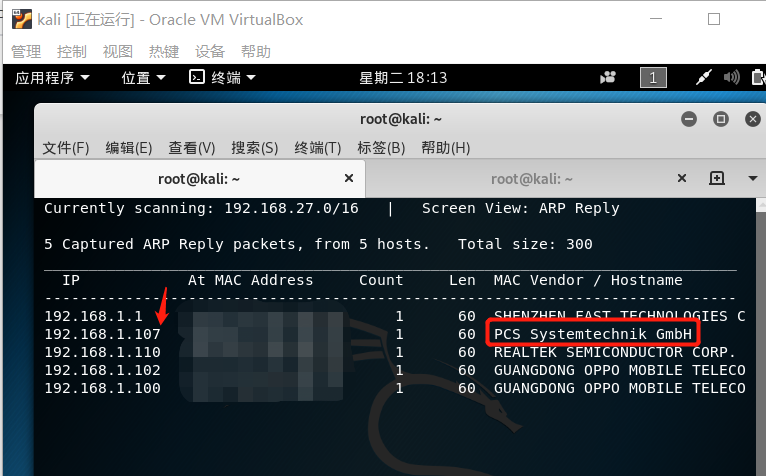 kali [正在运行] - Oracle VM VirtualBox
管理 控制 视图 热键 设备 帮助
应用程序 位置 终端 星期二 18:13 1
root@kali: ~
文件(F) 编辑(E) 查看(V) 搜索(S) 终端(T) 标签(B) 帮助(H)
root@kali: ~ × root@kali: ~ ×
Currently scanning: 192.168.27.0/16 | Screen View: ARP Reply
5 Captured ARP Reply packets, from 5 hosts. Total size: 300
IP At MAC Address Count Len MAC Vendor / Hostname
192.168.1.1 1 60 SHENZHEN FAST TECHNOLOGIES C
192.168.1.107 1 60 PCS Systemtechnik GmbH
192.168.1.110 1 60 REALTEK SEMICONDUCTOR CORP.
192.168.1.102 1 60 GUANGDONG OPPO MOBILE TELECO
192.168.1.100 1 60 GUANGDONG OPPO MOBILE TELECO